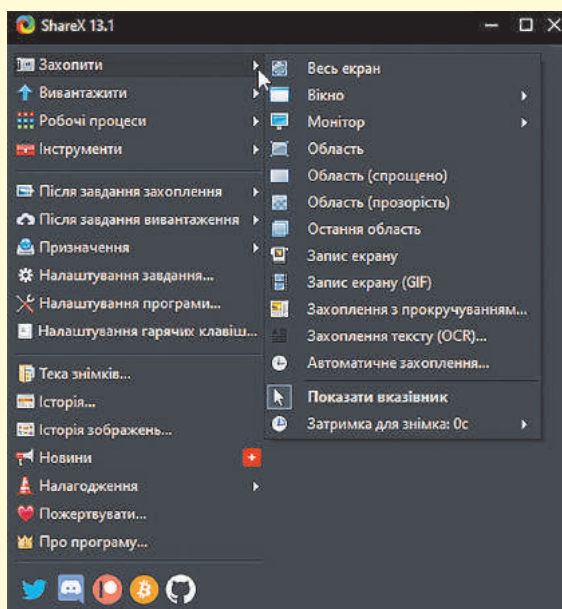 ShareX 13.1
Захопити
Вивантажити
Робочі процеси
Інструменти
Після завдання захоплення
Після завдання вивантаження
Призначення
Налаштування завдання...
Налаштування програми...
Налаштування гарячих клавіш...
Тека знімків...
Історія...
Історія зображень...
Новини
Налагодження
Пожертвувати...
Про програму...
Весь екран
Вікно
Монітор
Область
Область (спрощено)
Область (прозорість)
Остання область
Запис екрану
Запис екрану (GIF)
Захоплення з прокручуванням...
Захоплення тексту (OCR)...
Автоматичне захоплення...
Показати вказівник
Затримка для знімка: 0с